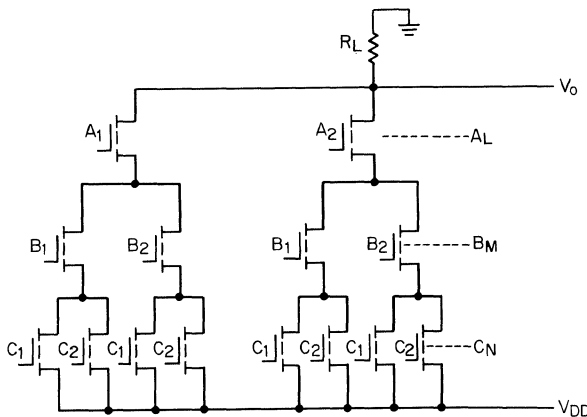 R_L
V_o
A_1 A_2 A_L
B_1 B_2 B_1 B_2 B_M
C_1 C_2 C_1 C_2 C_1 C_2 C_1 C_2 C_N
V_DD